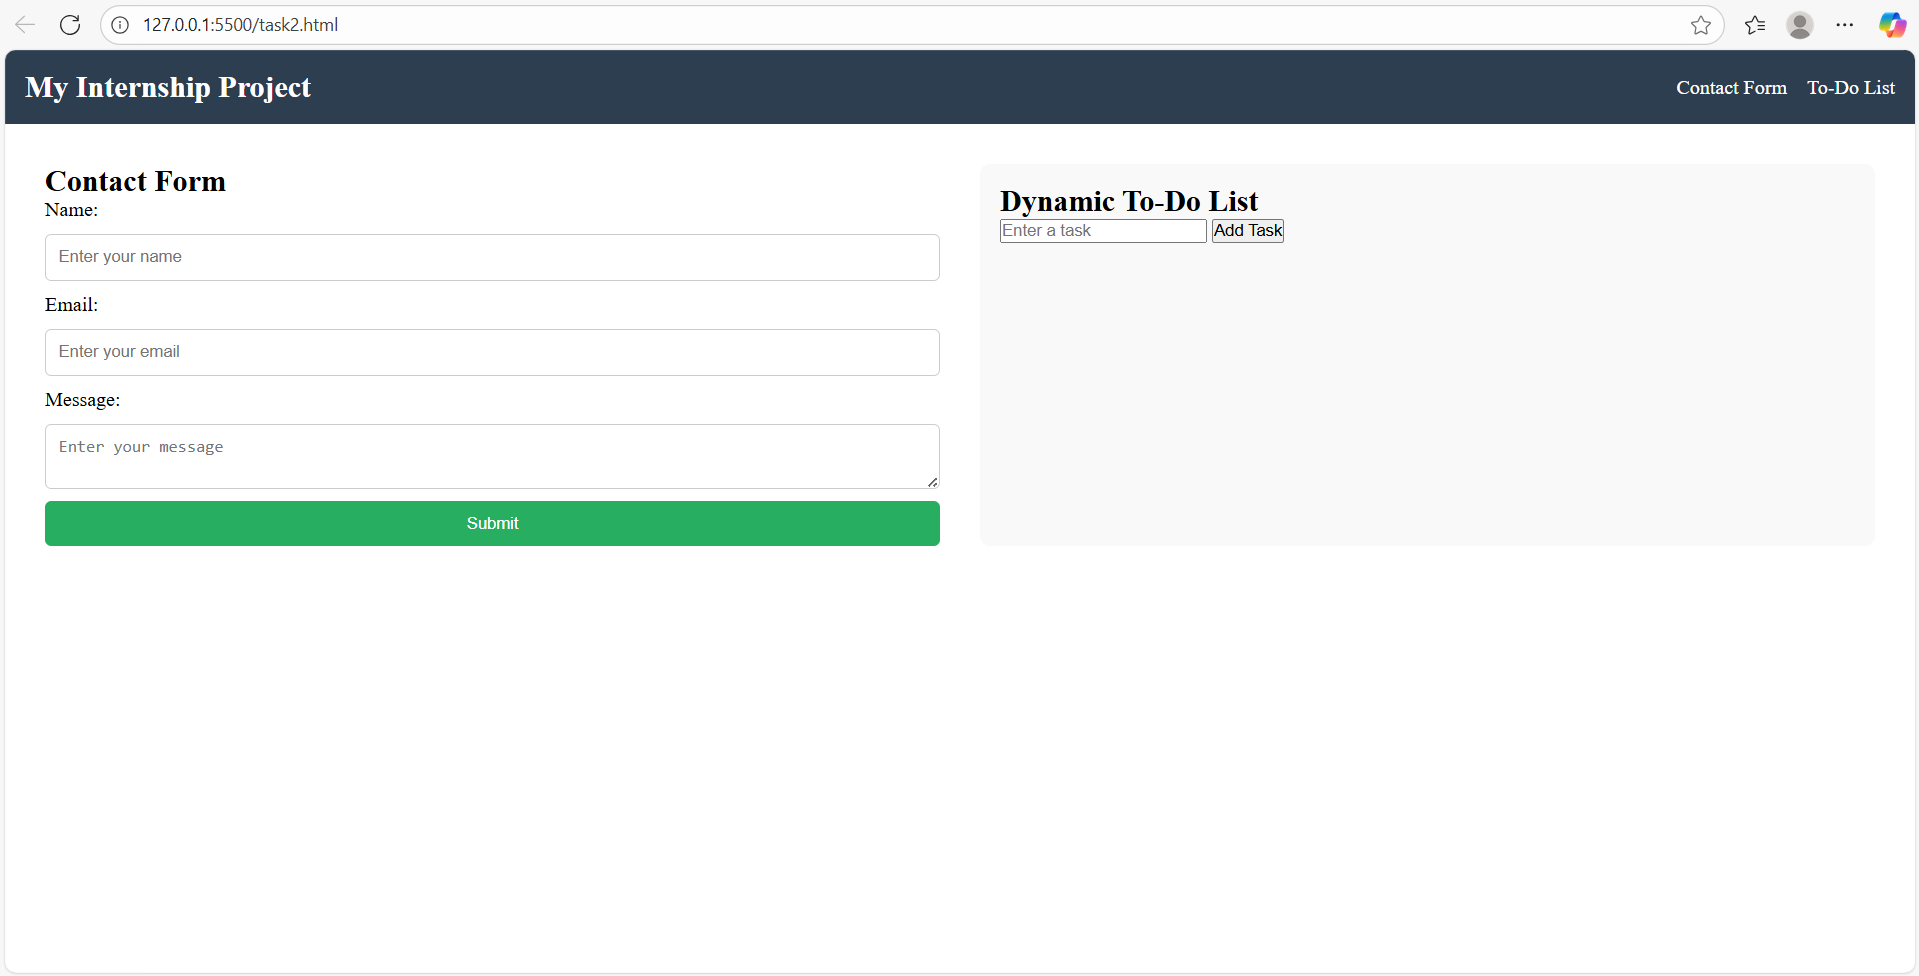 127.0.0.1:5500/task2.html
My Internship Project
Contact Form
To-Do List
Contact Form
Name:
Enter your name
Email:
Enter your email
Message:
Enter your message
Submit
Dynamic To-Do List
Enter a task
Add Task